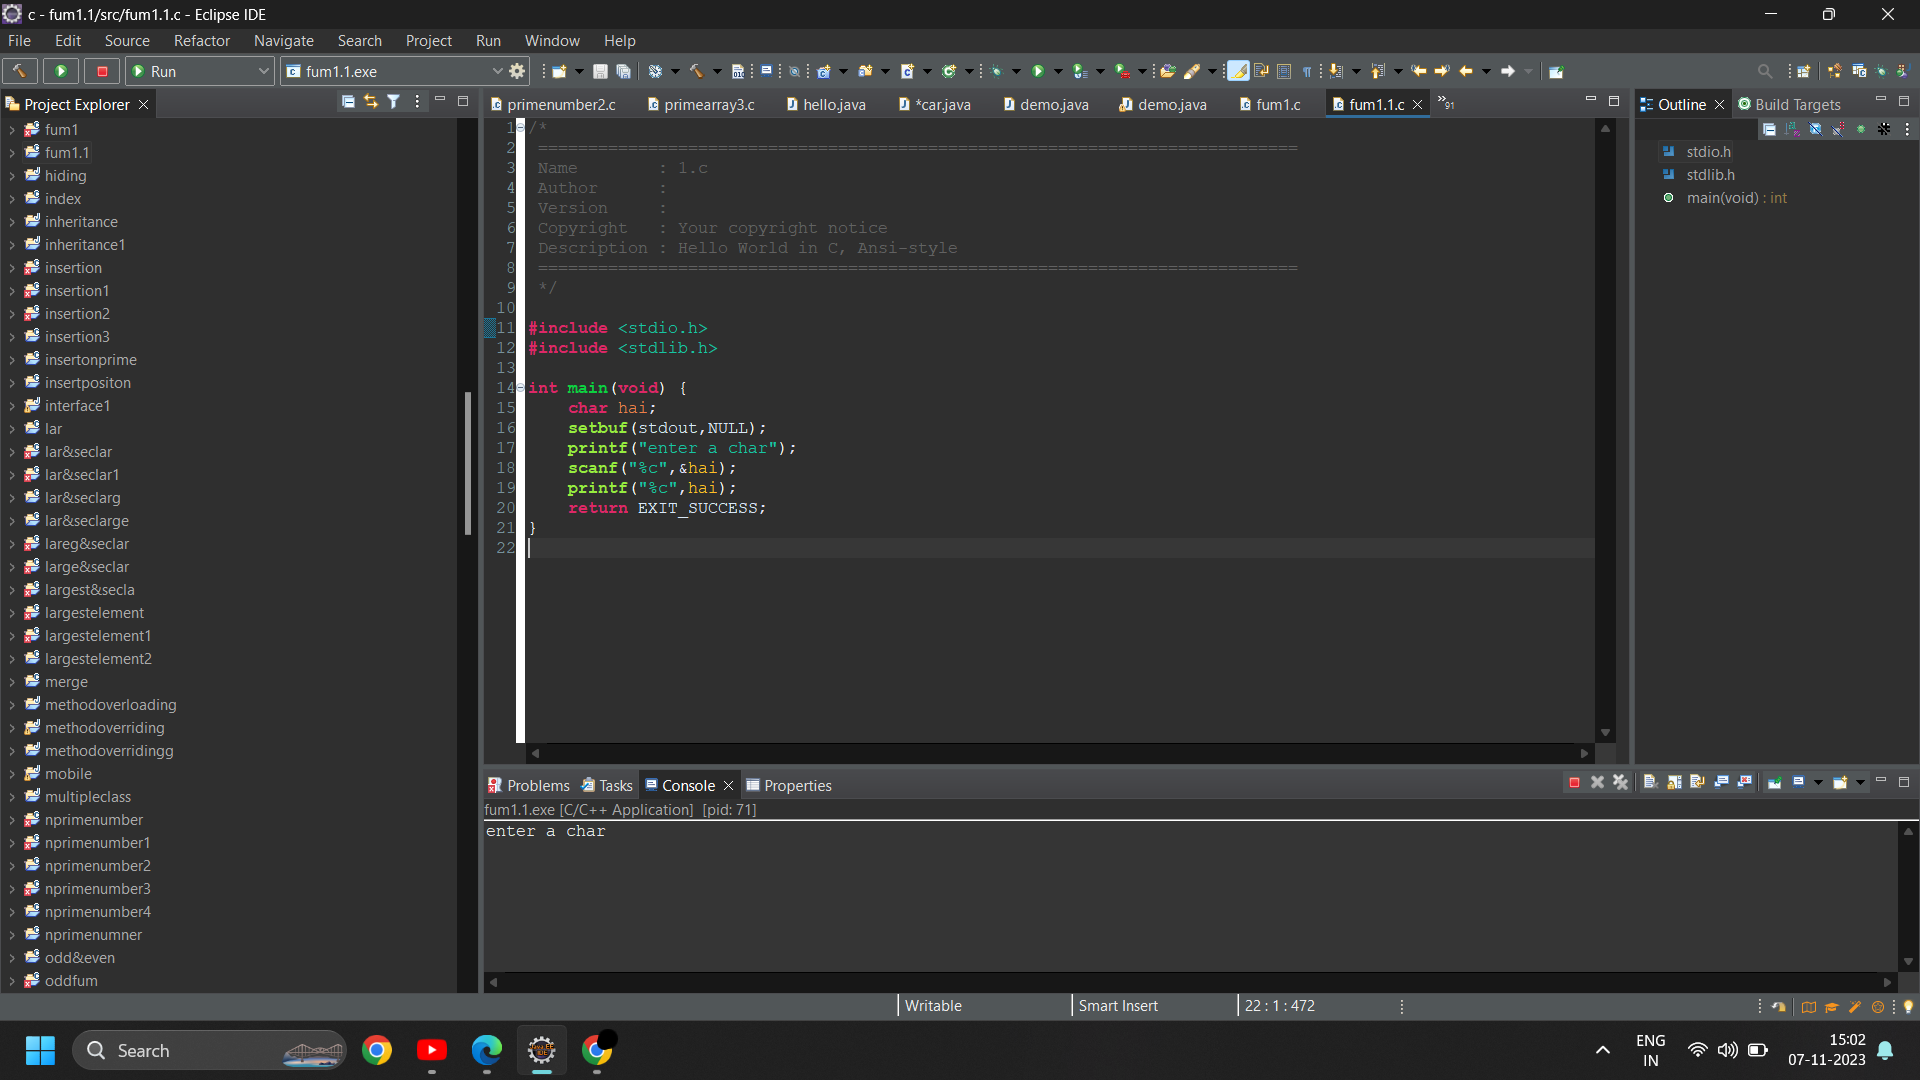 c - fum1.1/src/fum1.1.c - Eclipse IDE
File Edit Source Refactor Navigate Search Project Run Window Help
Run fum1.1.exe
Project Explorer
fum1
fum1.1
hiding
index
inheritance
inheritance1
insertion
insertion1
insertion2
insertion3
insertonprime
insertpositon
interface1
lar
lar&seclar
lar&seclar1
lar&seclarg
lar&seclarge
lareg&seclar
large&seclar
largest&secla
largestelement
largestelement1
largestelement2
merge
methodoverloading
methodoverriding
methodoverridingg
mobile
multipleclass
nprimenumber
nprimenumber1
nprimenumber2
nprimenumber3
nprimenumber4
nprimenumner
odd&even
oddfum
primenumber2.c primearray3.c hello.java *car.java demo.java demo.java fum1.c fum1.1.c »91
1 /*
2 ============================================================================
3 Name : 1.c
4 Author :
5 Version :
6 Copyright : Your copyright notice
7 Description : Hello World in C, Ansi-style
8 ============================================================================
9 */
10
11 #include <stdio.h>
12 #include <stdlib.h>
13
14 int main(void) {
15 char hai;
16 setbuf(stdout,NULL);
17 printf("enter a char");
18 scanf("%c",&hai);
19 printf("%c",hai);
20 return EXIT_SUCCESS;
21 }
22
Outline Build Targets
stdio.h
stdlib.h
main(void) : int
Problems Tasks Console Properties
fum1.1.exe [C/C++ Application] [pid: 71]
enter a char
Writable Smart Insert 22 : 1 : 472
Search
ENG
IN
15:02
07-11-2023